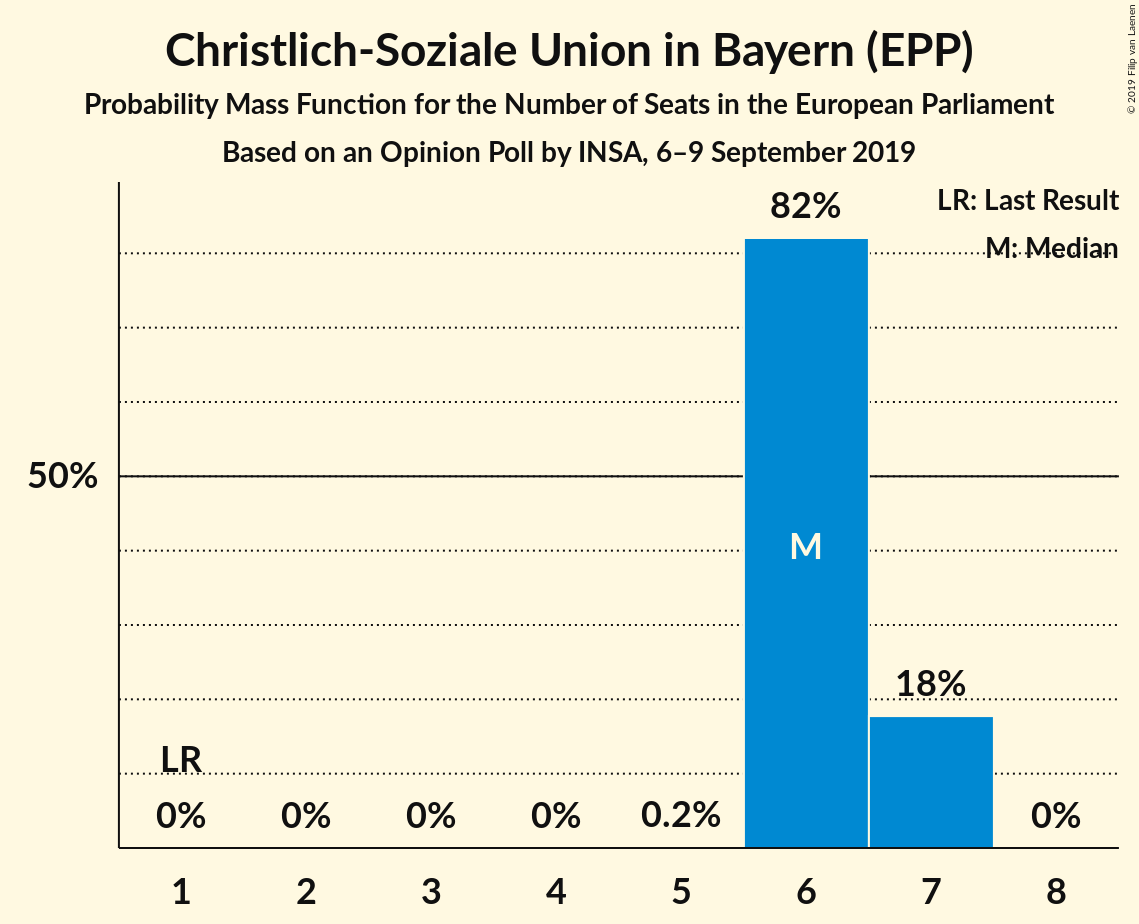 Christlich-Soziale Union in Bayern (EPP)
Probability Mass Function for the Number of Seats in the European Parliament
Based on an Opinion Poll by INSA, 6–9 September 2019
© 2019 Filip van Laenen
82%
LR: Last Result
M: Median
50%
M
18%
LR
0%
0%
0%
0%
0.2%
0%
1
2
3
4
5
6
7
8